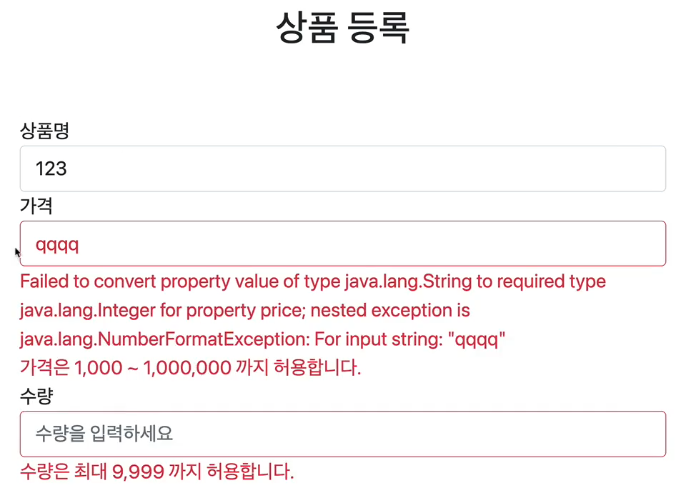 상품 등록
상품명
123
가격
qqqq
Failed to convert property value of type java.lang.String to required type
java.lang.Integer for property price; nested exception is
java.lang.NumberFormatException: For input string: "qqqq"
가격은 1,000 ~ 1,000,000 까지 허용합니다.
수량
수량을 입력하세요
수량은 최대 9,999 까지 허용합니다.